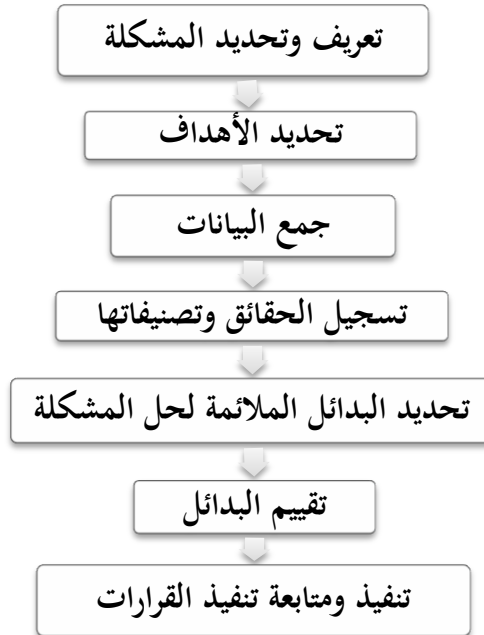 تعريف وتحديد المشكلة
تحديد الأهداف
جمع البيانات
تسجيل الحقائق وتصنيفاتها
تحديد البدائل الملائمة لحل المشكلة
تقييم البدائل
تنفيذ ومتابعة تنفيذ القرارات